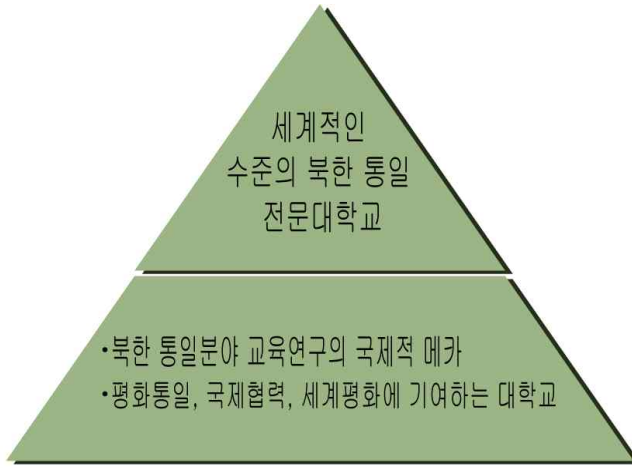 세계적인
수준의 북한 통일
전문대학교
•북한 통일분야 교육연구의 국제적 메카
•평화통일, 국제협력, 세계평화에 기여하는 대학교